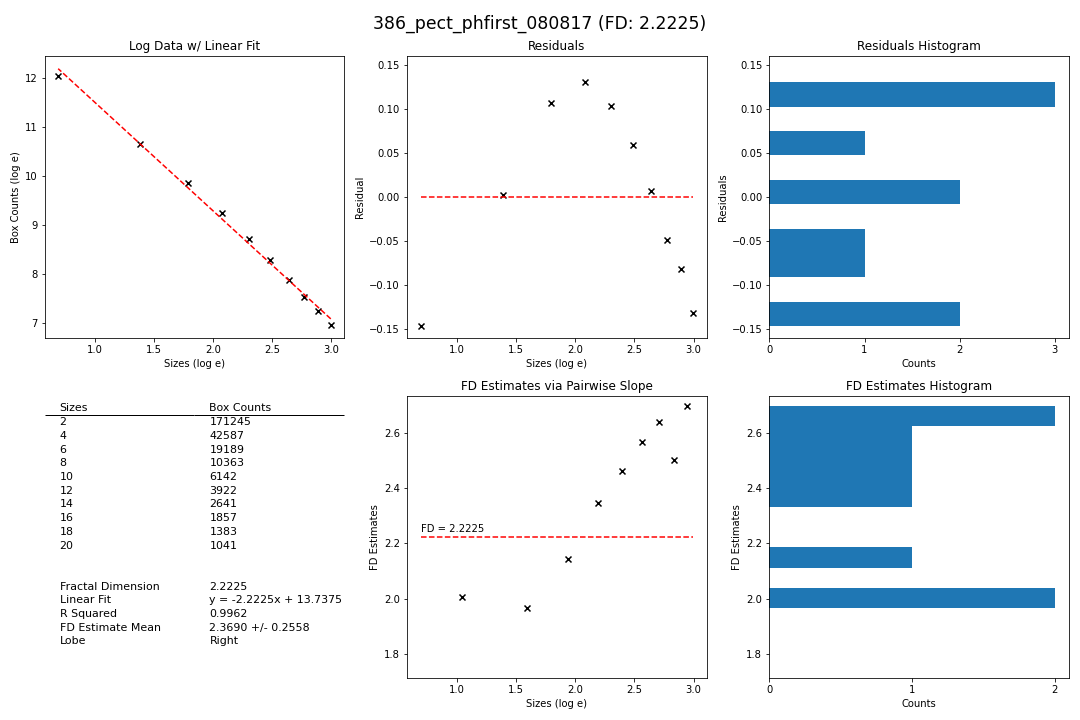 386_pect_phfirst_080817 (FD: 2.2225)
Log Data w/ Linear Fit
12
11
10
9
8
7
Box Counts (log e)
1.0 1.5 2.0 2.5 3.0
Sizes (log e)
Residuals
0.15
0.10
0.05
0.00
−0.05
−0.10
−0.15
Residual
1.0 1.5 2.0 2.5 3.0
Sizes (log e)
Residuals Histogram
0.15
0.10
0.05
0.00
−0.05
−0.10
−0.15
Residuals
0 1 2 3
Counts
Sizes Box Counts
2 171245
4 42587
6 19189
8 10363
10 6142
12 3922
14 2641
16 1857
18 1383
20 1041
Fractal Dimension 2.2225
Linear Fit y = -2.2225x + 13.7375
R Squared 0.9962
FD Estimate Mean 2.3690 +/- 0.2558
Lobe Right
FD Estimates via Pairwise Slope
2.6
2.4
2.2
2.0
1.8
FD Estimates
FD = 2.2225
1.0 1.5 2.0 2.5 3.0
Sizes (log e)
FD Estimates Histogram
2.6
2.4
2.2
2.0
1.8
FD Estimates
0 1 2
Counts